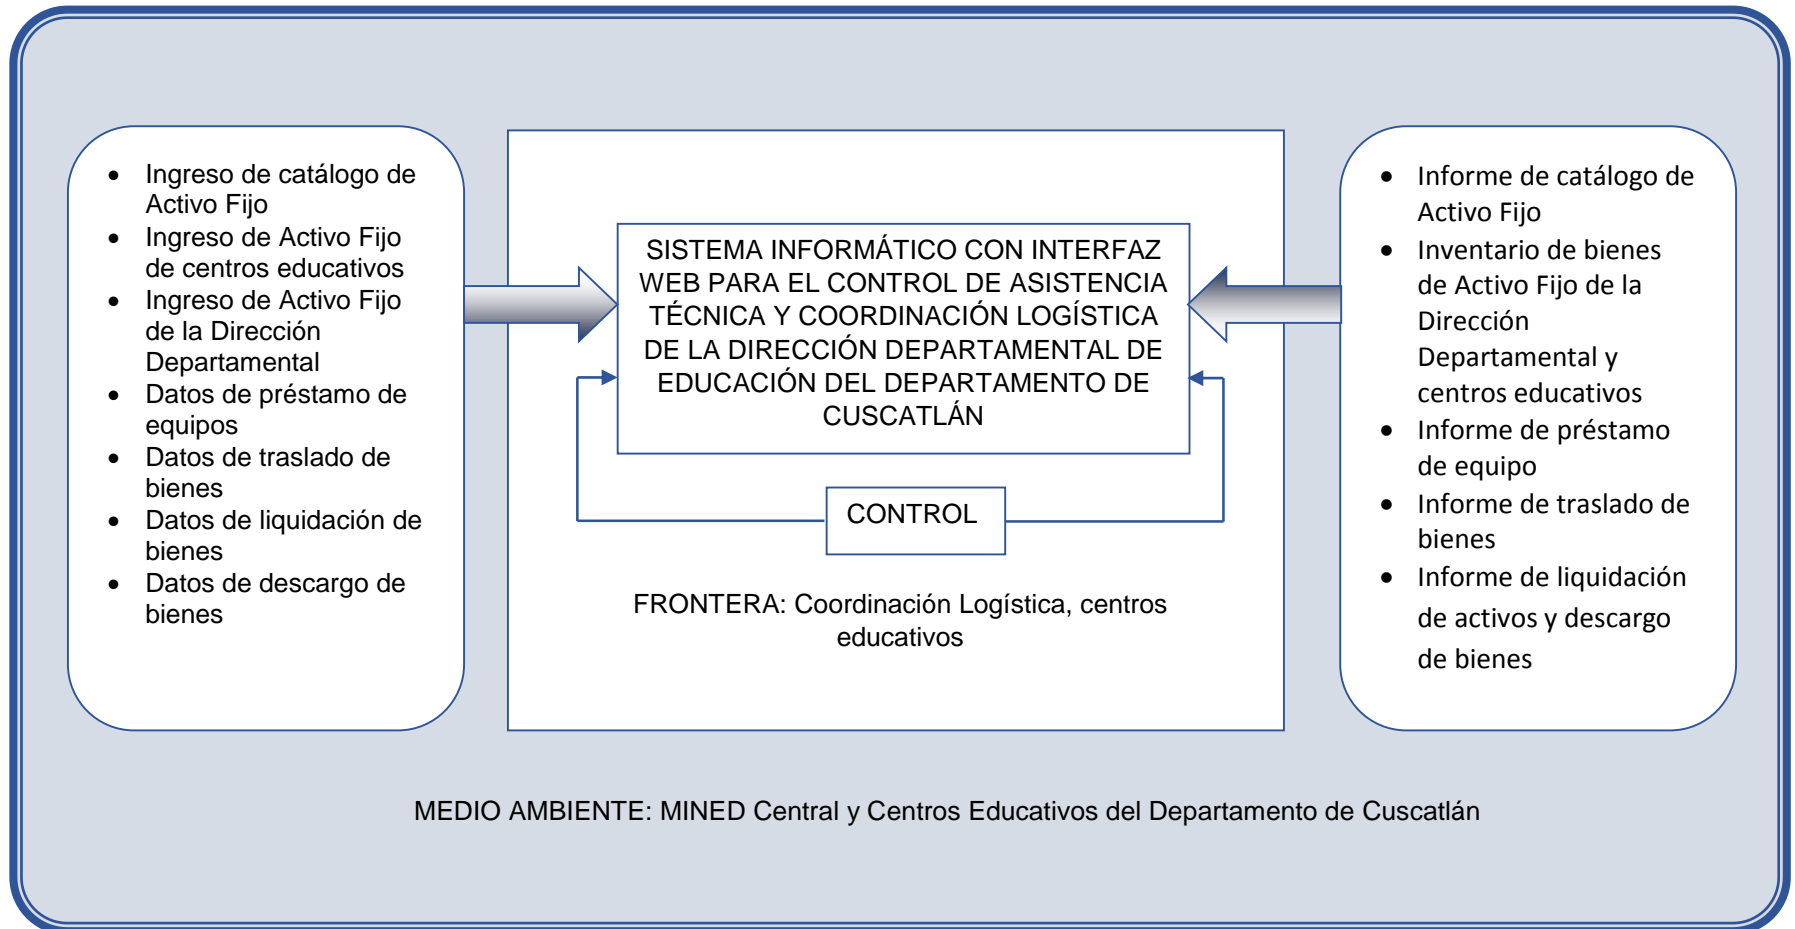 • Ingreso de catálogo de
Activo Fijo
• Ingreso de Activo Fijo
de centros educativos
• Ingreso de Activo Fijo
de la Dirección
Departamental
• Datos de préstamo de
equipos
• Datos de traslado de
bienes
• Datos de liquidación de
bienes
• Datos de descargo de
bienes
SISTEMA INFORMÁTICO CON INTERFAZ
WEB PARA EL CONTROL DE ASISTENCIA
TÉCNICA Y COORDINACIÓN LOGÍSTICA
DE LA DIRECCIÓN DEPARTAMENTAL DE
EDUCACIÓN DEL DEPARTAMENTO DE
CUSCATLÁN
CONTROL
FRONTERA: Coordinación Logística, centros
educativos
• Informe de catálogo de
Activo Fijo
• Inventario de bienes
de Activo Fijo de la
Dirección
Departamental y
centros educativos
• Informe de préstamo
de equipo
• Informe de traslado de
bienes
• Informe de liquidación
de activos y descargo
de bienes
MEDIO AMBIENTE: MINED Central y Centros Educativos del Departamento de Cuscatlán